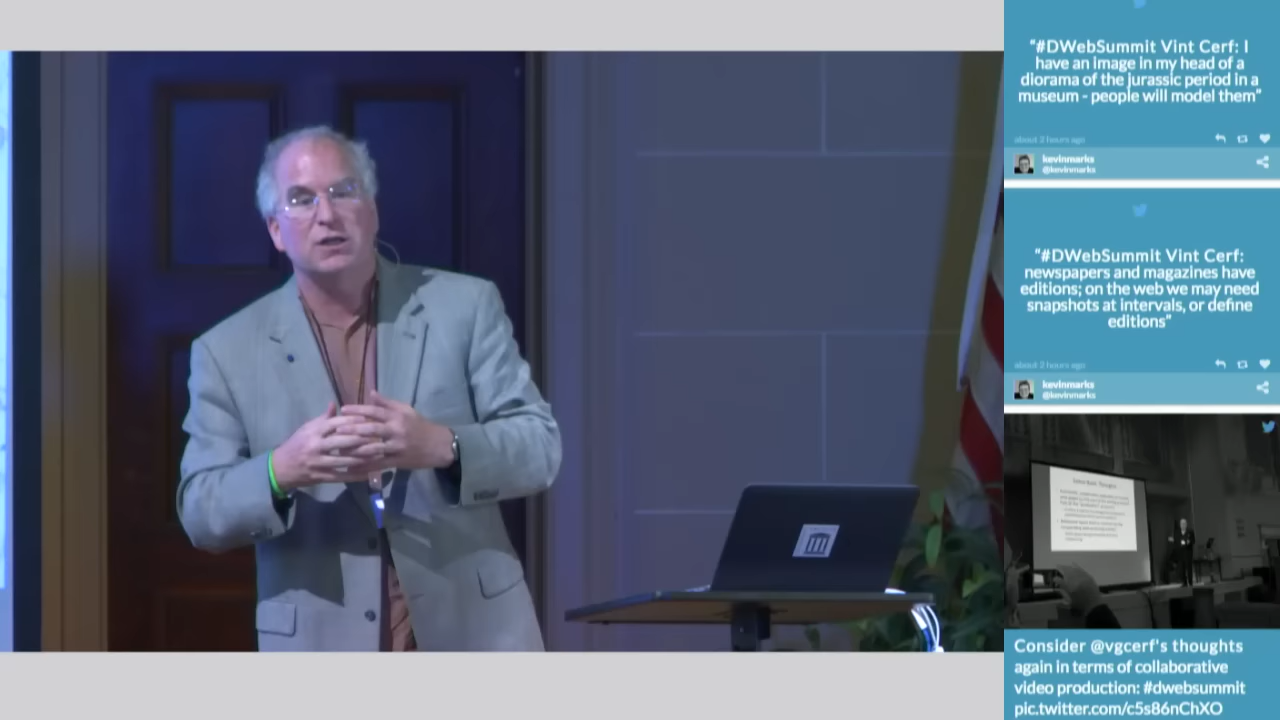 "#DWebSummit Vint Cerf: I
have an image in my head of a
diorama of the jurassic period in a
museum - people will model them"
about 2 hours ago
kevinmarks
@kevinmarks
"#DWebSummit Vint Cerf:
newspapers and magazines have
editions; on the web we may need
snapshots at intervals, or define
editions"
about 2 hours ago
kevinmarks
@kevinmarks
Consider @vgcerf's thoughts
again in terms of collaborative
video production: #dwebsummit
pic.twitter.com/c5s86nChXO